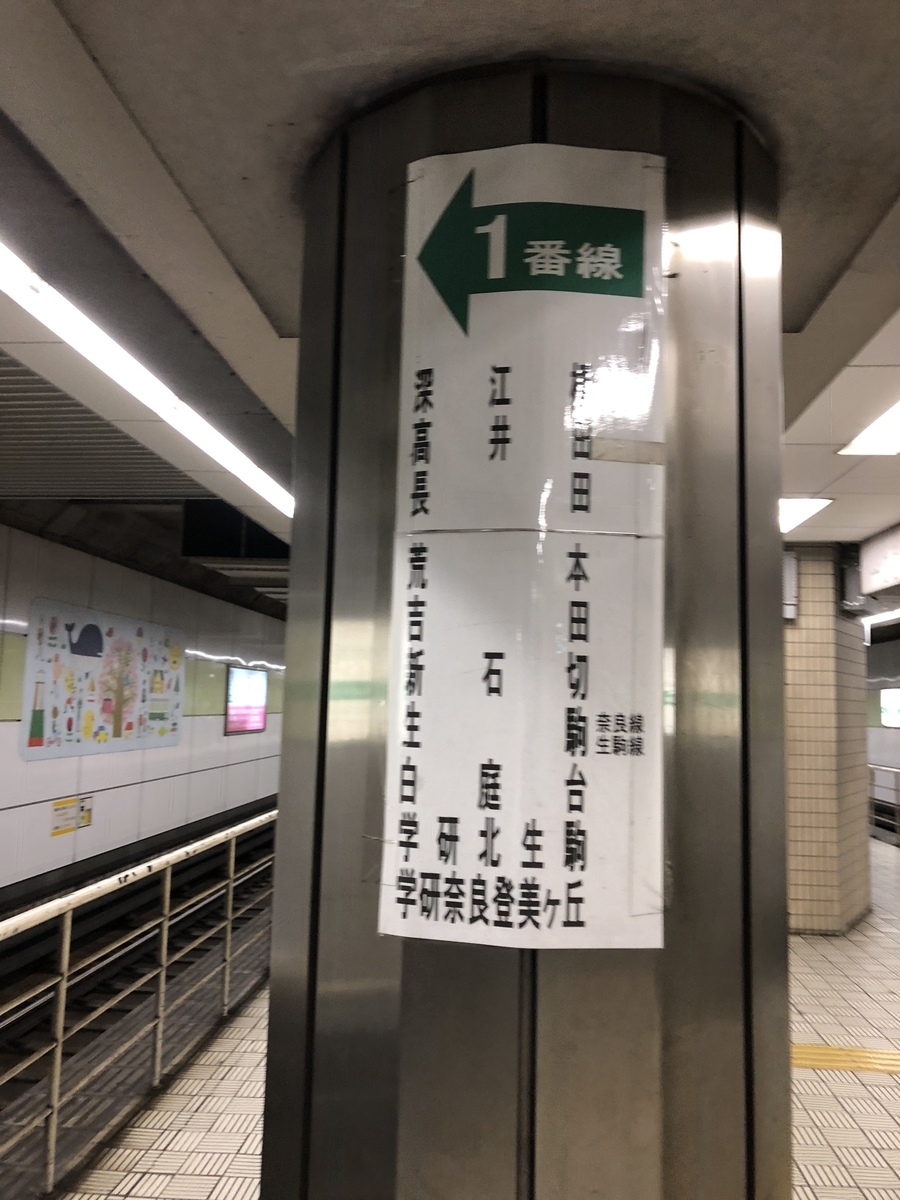 1番線
深江橋
高井田
長田
荒本
吉田
新石切
生駒 奈良線 生駒線
白庭台
学研北生駒
学研奈良登美ヶ丘